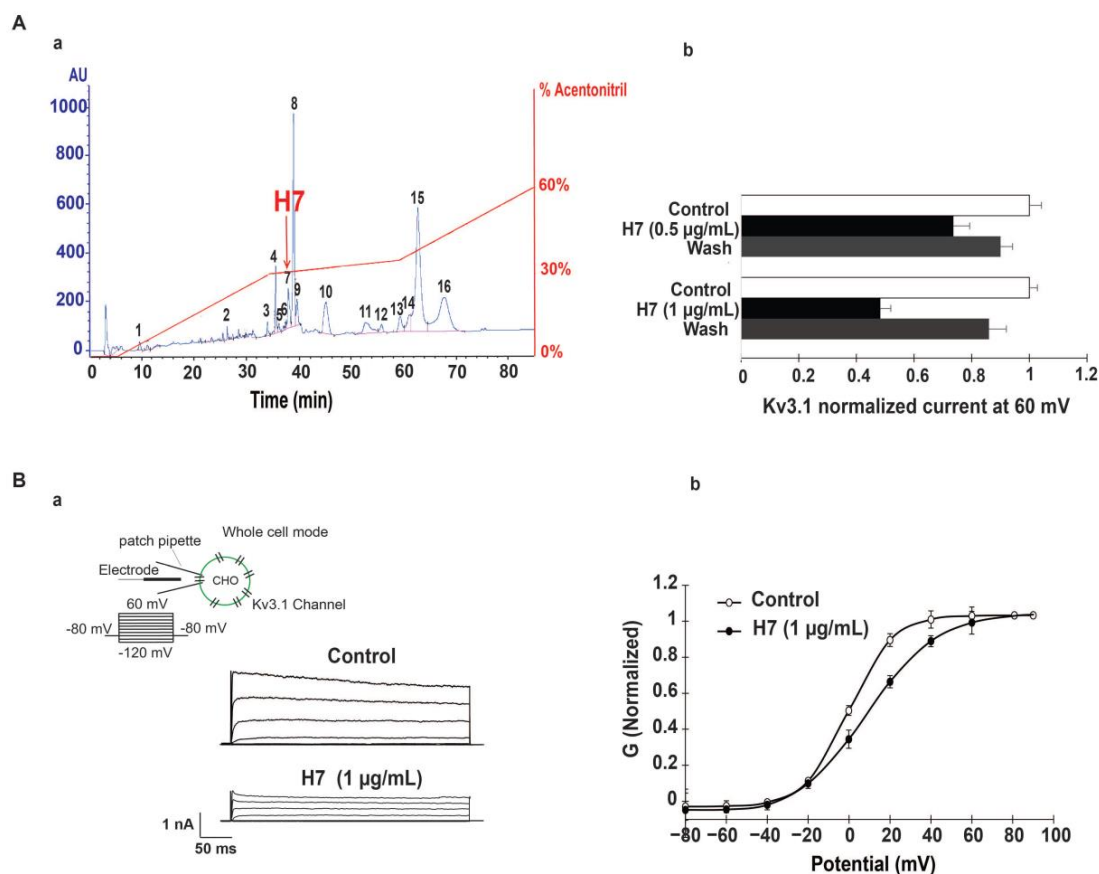 A
a
AU
% Acentonitril
1000
800
600
400
200
0
60%
30%
0%
H7
1
2
3
4
5
6
7
8
9
10
11
12
13
14
15
16
0 10 20 30 40 50 60 70 80
Time (min)
b
Control
H7 (0.5 µg/mL)
Wash
Control
H7 (1 µg/mL)
Wash
0 0.2 0.4 0.6 0.8 1 1.2
Kv3.1 normalized current at 60 mV
B
a
Whole cell mode
patch pipette
Electrode
CHO
60 mV
Kv3.1 Channel
-80 mV -80 mV
-120 mV
Control
H7 (1 µg/mL)
1 nA
50 ms
b
1.2
1
0.8
0.6
0.4
0.2
0
G (Normalized)
Control
H7 (1 µg/mL)
−80 −60 −40 −20 0 20 40 60 80 100
Potential (mV)